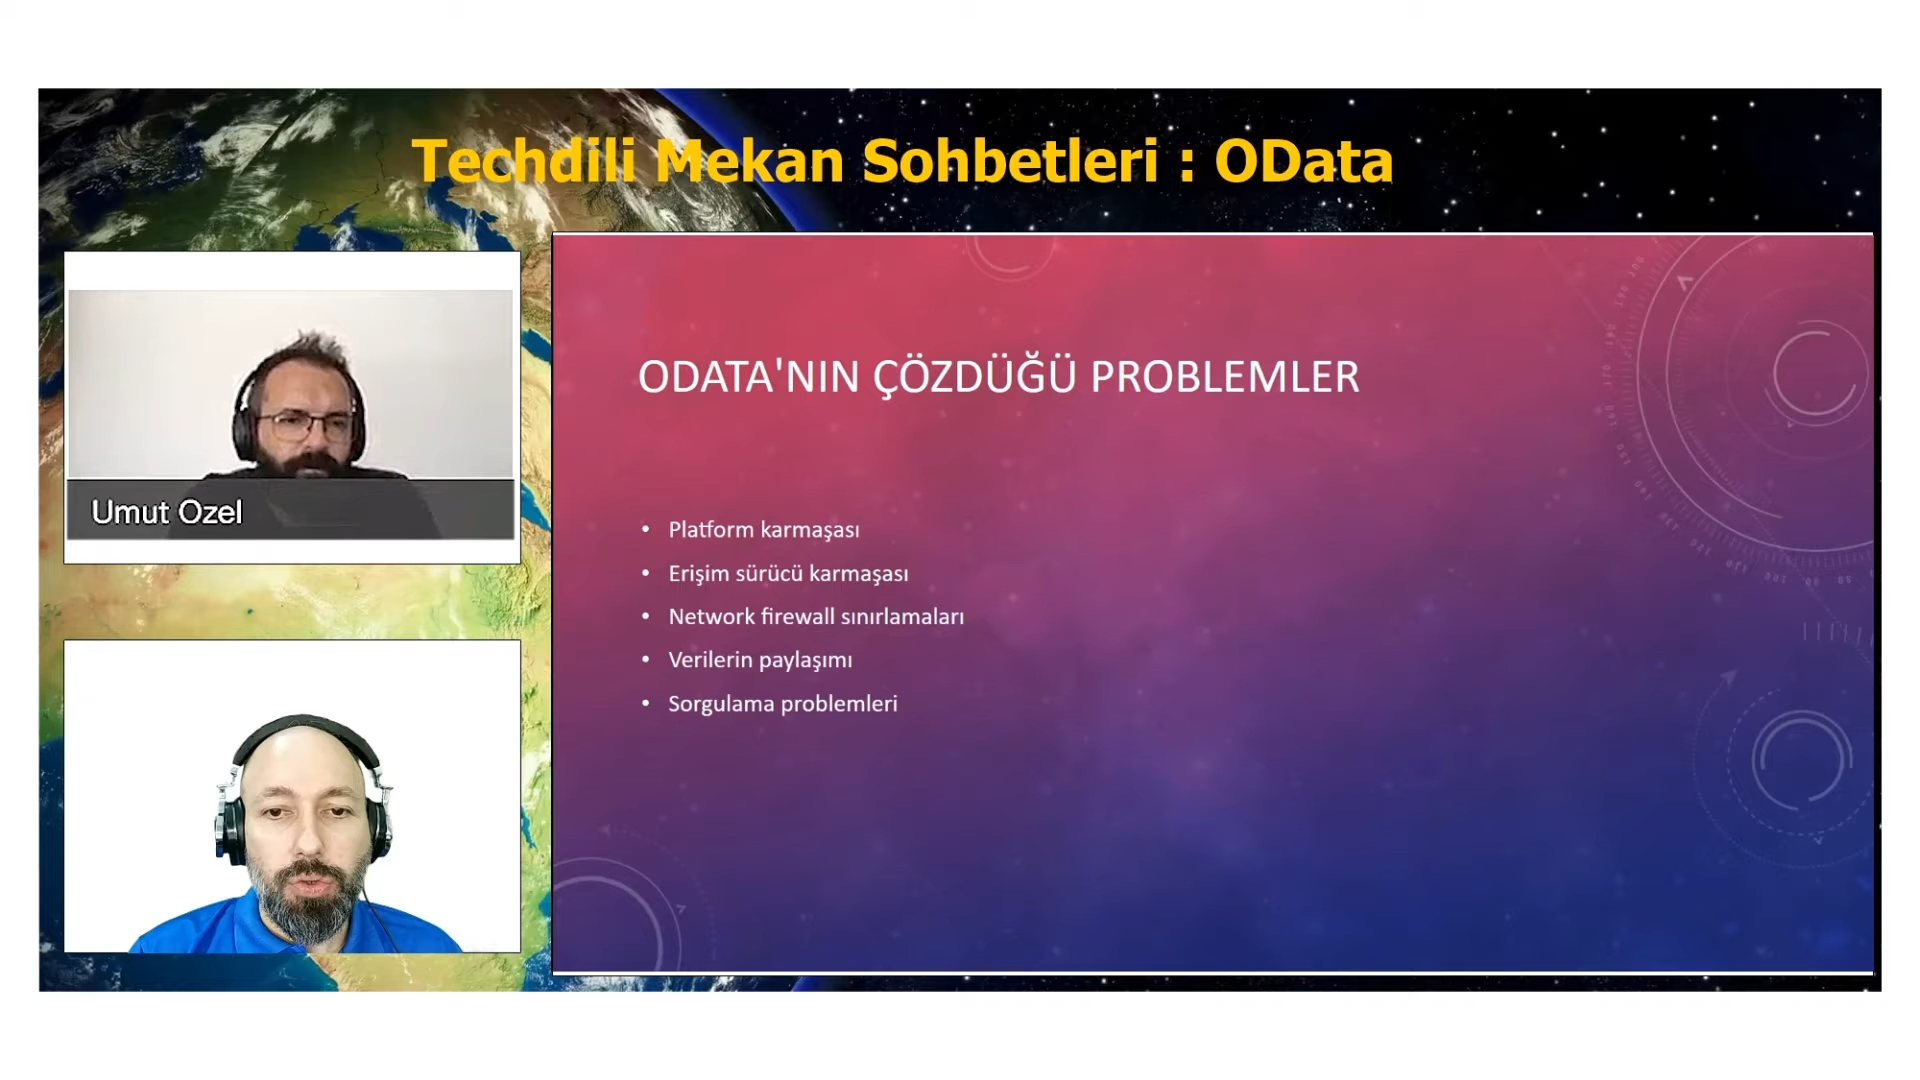 Techdili Mekan Sohbetleri : OData
Umut Ozel
ODATA'NIN ÇÖZDÜĞÜ PROBLEMLER
• Platform karmaşası
• Erişim sürücü karmaşası
• Network firewall sınırlamaları
• Verilerin paylaşımı
• Sorgulama problemleri